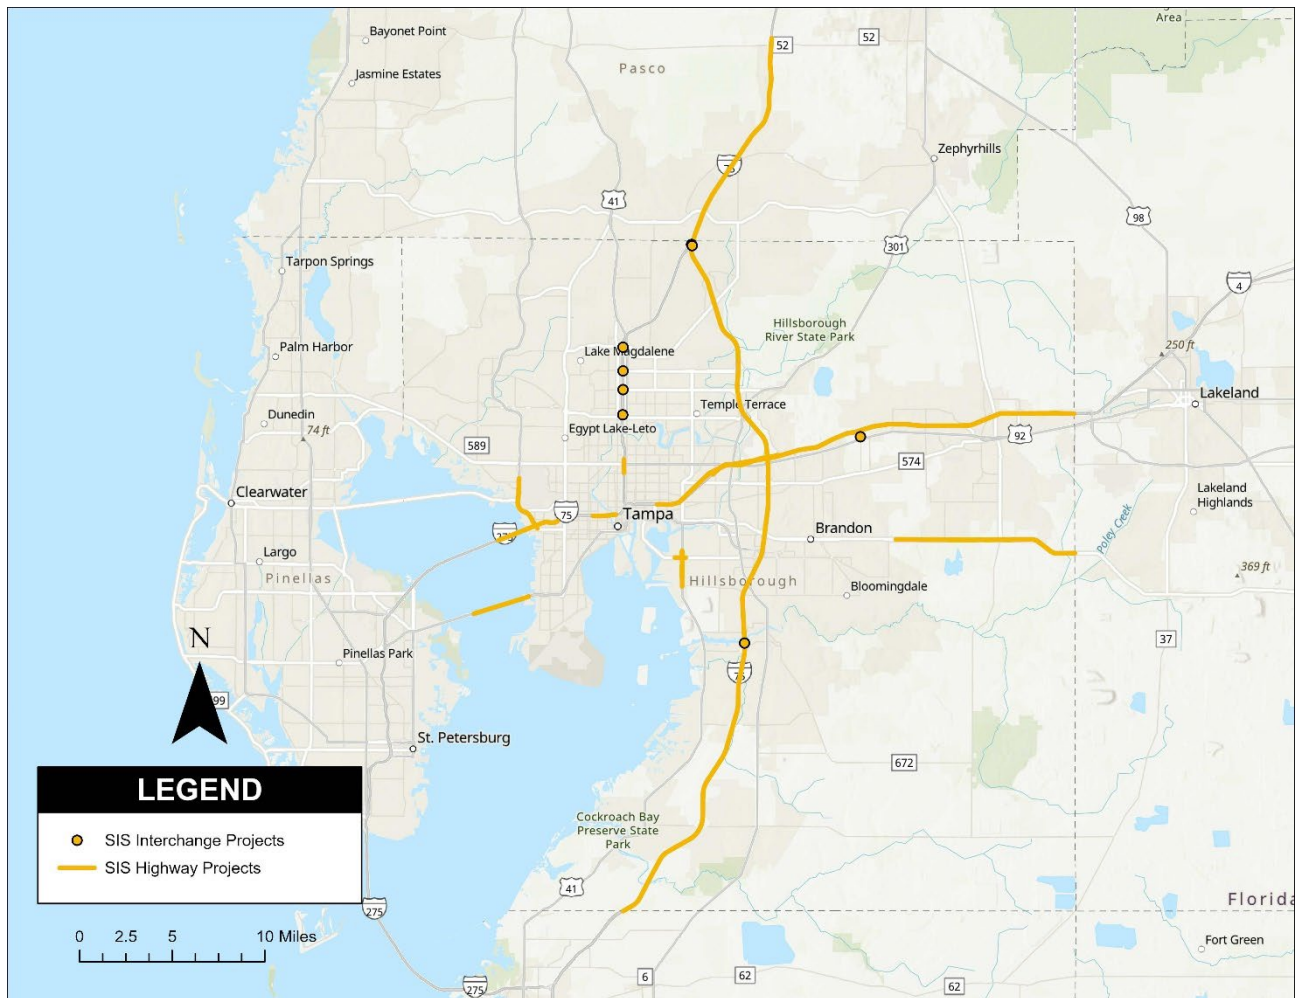 Area
Bayonet Point
52
52
Jasmine Estates
Pasco
Zephyrhills
75
41
98
301
Tarpon Springs
4
Hillsborough
River State Park
Palm Harbor
Lake Magdalene
250 ft
Lakeland
Dunedin
Temple Terrace
74 ft
Egypt Lake-Leto
92
589
574
Clearwater
Lakeland
Highlands
75
Tampa
Poley Creek
Brandon
Largo
Pinellas
Hillsborough
369 ft
Bloomingdale
N
37
Pinellas Park
75
St. Petersburg
672
LEGEND
SIS Interchange Projects
SIS Highway Projects
Cockroach Bay
Preserve State
Park
41
Florida
275
0 2.5 5 10 Miles
Fort Green
6
62
62
275